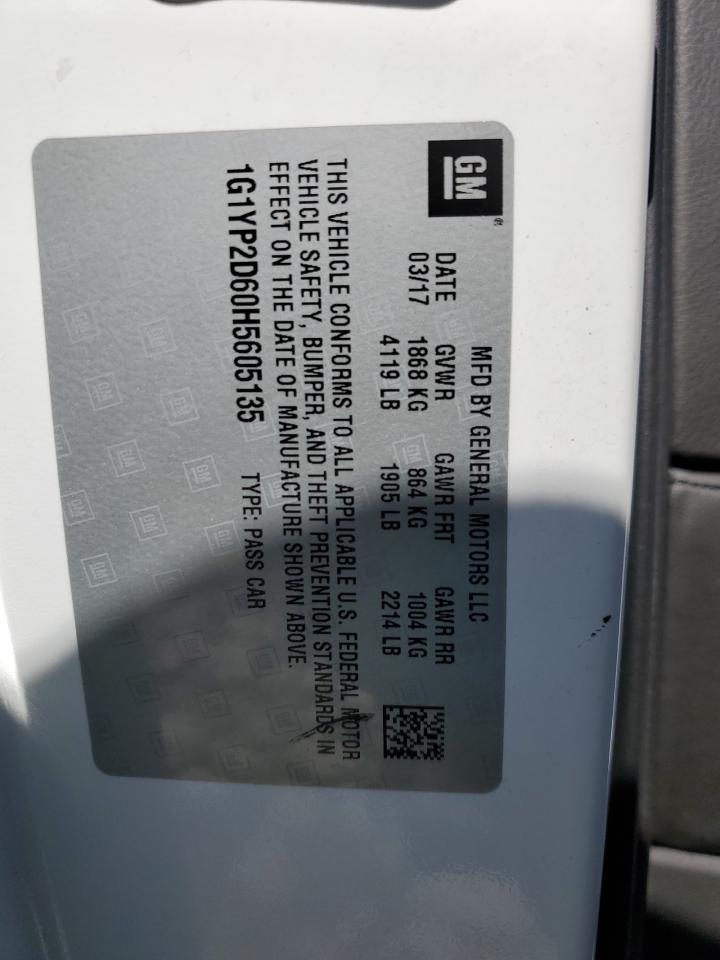 GM
MFD BY GENERAL MOTORS LLC
DATE GVWR GAWR FRT GAWR RR
03/17 1868 KG 864 KG 1004 KG
4119 LB 1905 LB 2214 LB
THIS VEHICLE CONFORMS TO ALL APPLICABLE U.S. FEDERAL MOTOR
VEHICLE SAFETY, BUMPER, AND THEFT PREVENTION STANDARDS IN
EFFECT ON THE DATE OF MANUFACTURE SHOWN ABOVE.
1G1YP2D60H5605135 TYPE: PASS CAR